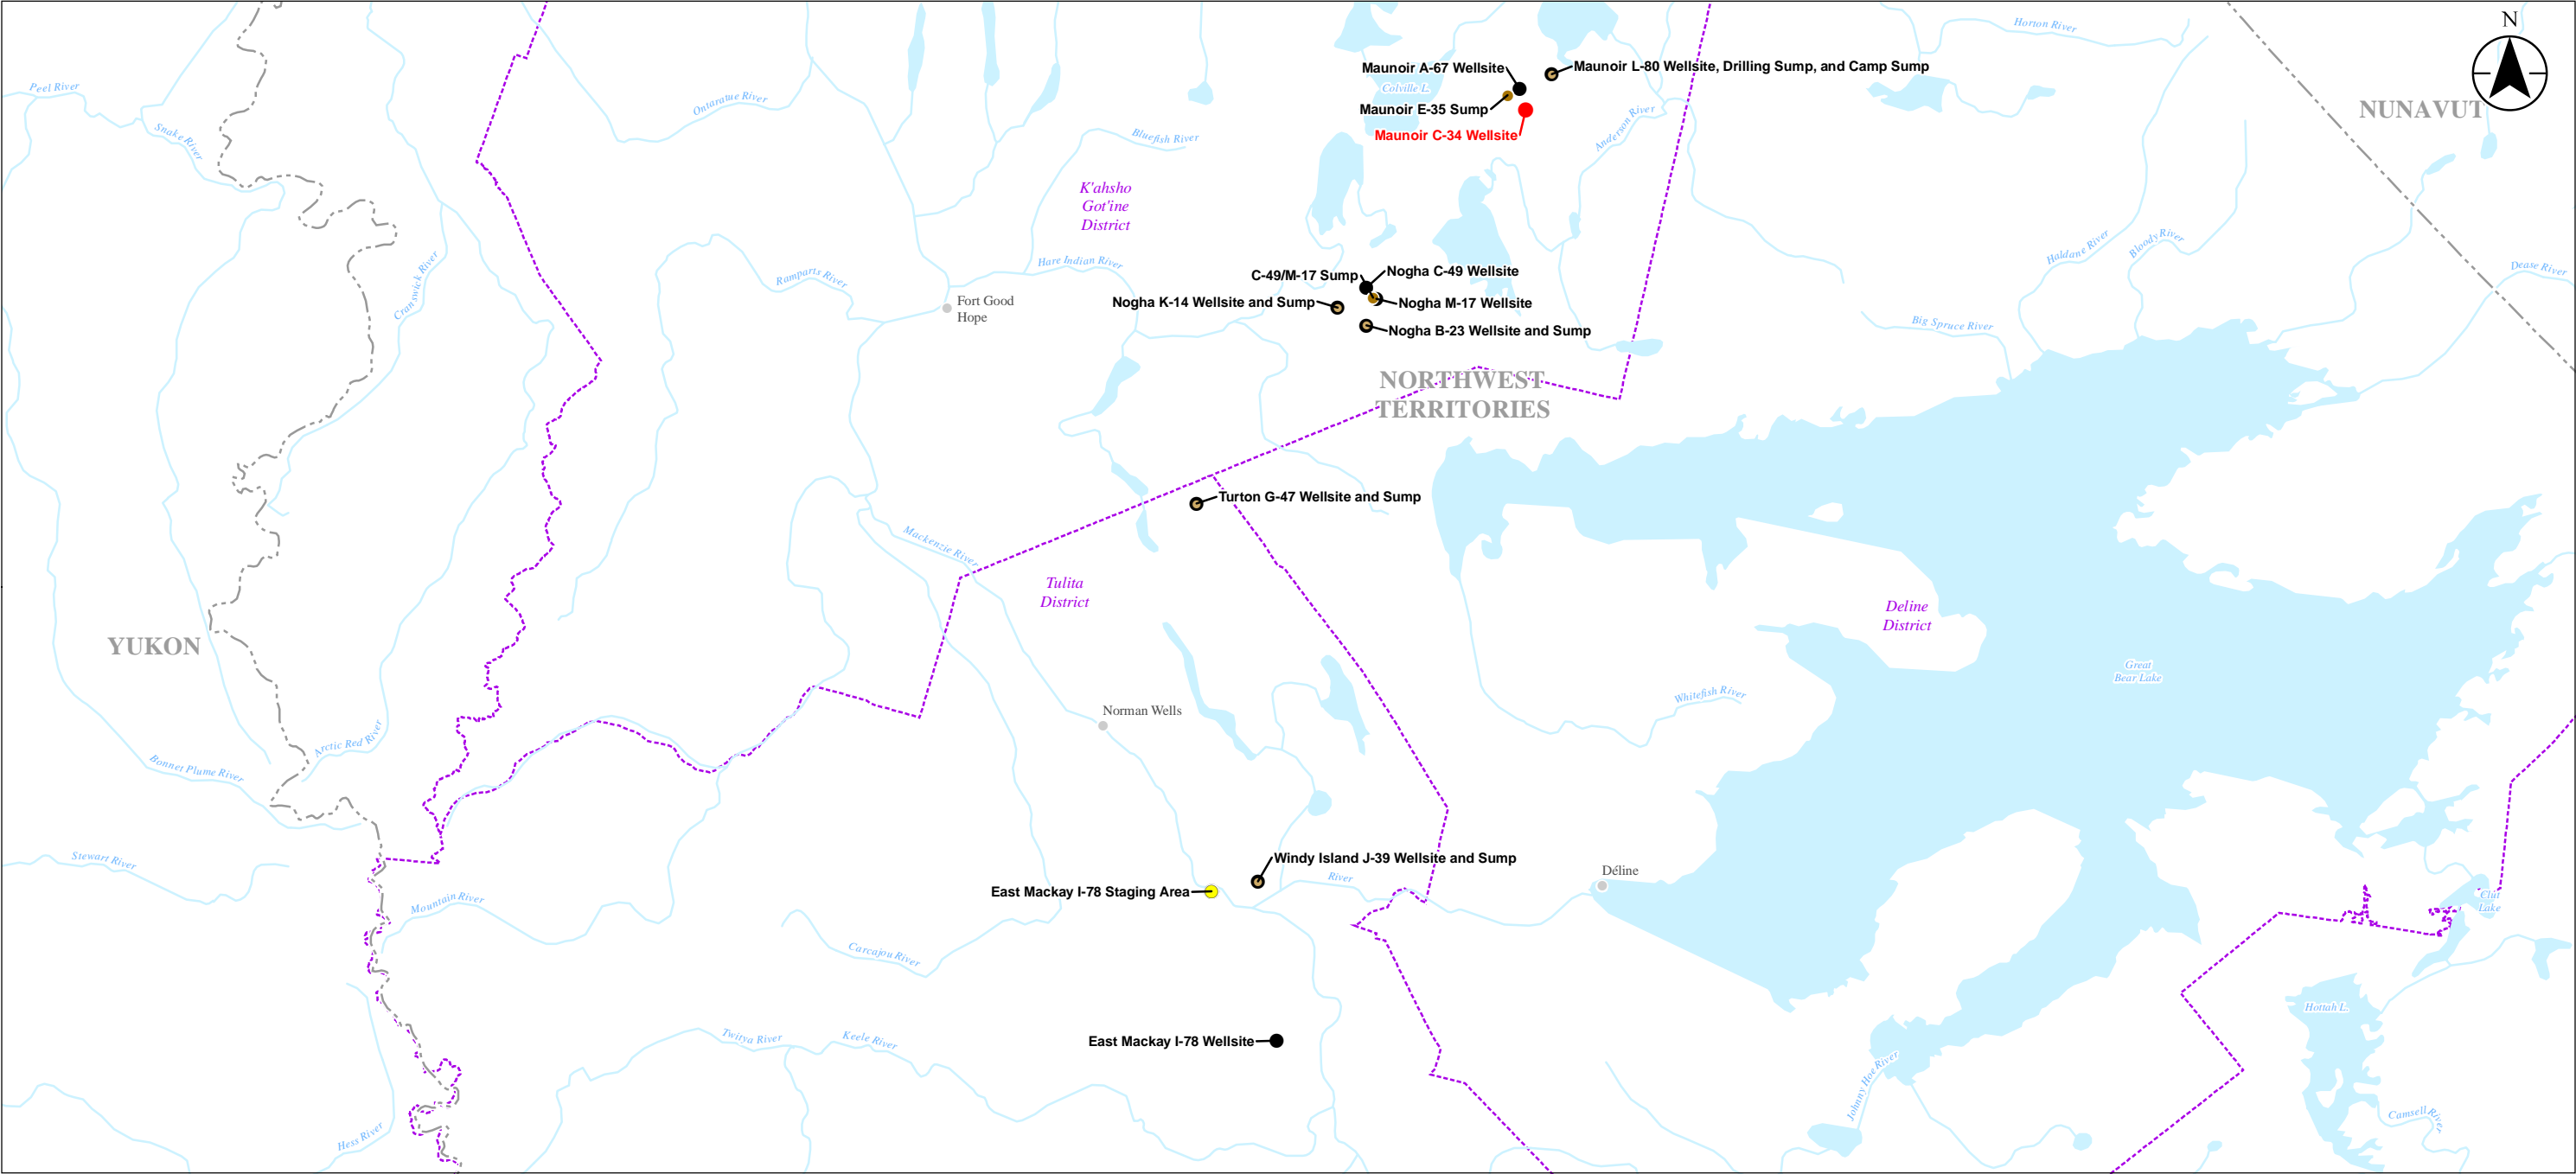 Horton River
N
NUNAVUT
Peel River
Snake River
Ontaratue River
Maunoir A-67 Wellsite
Maunoir L-80 Wellsite, Drilling Sump, and Camp Sump
Colville L.
Maunoir E-35 Sump
Maunoir C-34 Wellsite
Anderson River
Bluefish River
K'ahsho
Got'ine
District
Cranswick River
Ramparts River
Hare Indian River
Haldane River
Bloody River
Dease River
C-49/M-17 Sump
Nogha C-49 Wellsite
Nogha K-14 Wellsite and Sump
Nogha M-17 Wellsite
Nogha B-23 Wellsite and Sump
Fort Good
Hope
Big Spruce River
NORTHWEST
TERRITORIES
Turton G-47 Wellsite and Sump
Mackenzie River
Tulita
District
Deline
District
YUKON
Great
Bear Lake
Whitefish River
Norman Wells
Arctic Red River
Bonnet Plume River
Stewart River
Windy Island J-39 Wellsite and Sump
East Mackay I-78 Staging Area
River
Déline
Clut
Lake
Mountain River
Carcajou River
Hottah L.
Twitya River
Keele River
East Mackay I-78 Wellsite
Johnny Hoe River
Camsell River
Hess River